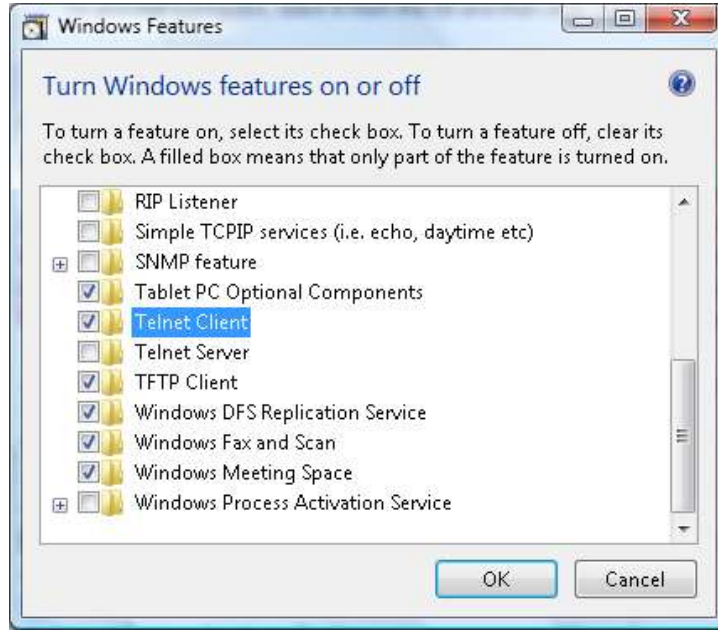 Windows Features
Turn Windows features on or off
To turn a feature on, select its check box. To turn a feature off, clear its
check box. A filled box means that only part of the feature is turned on.
RIP Listener
Simple TCPIP services (i.e. echo, daytime etc)
SNMP feature
Tablet PC Optional Components
Telnet Client
Telnet Server
TFTP Client
Windows DFS Replication Service
Windows Fax and Scan
Windows Meeting Space
Windows Process Activation Service
OK Cancel